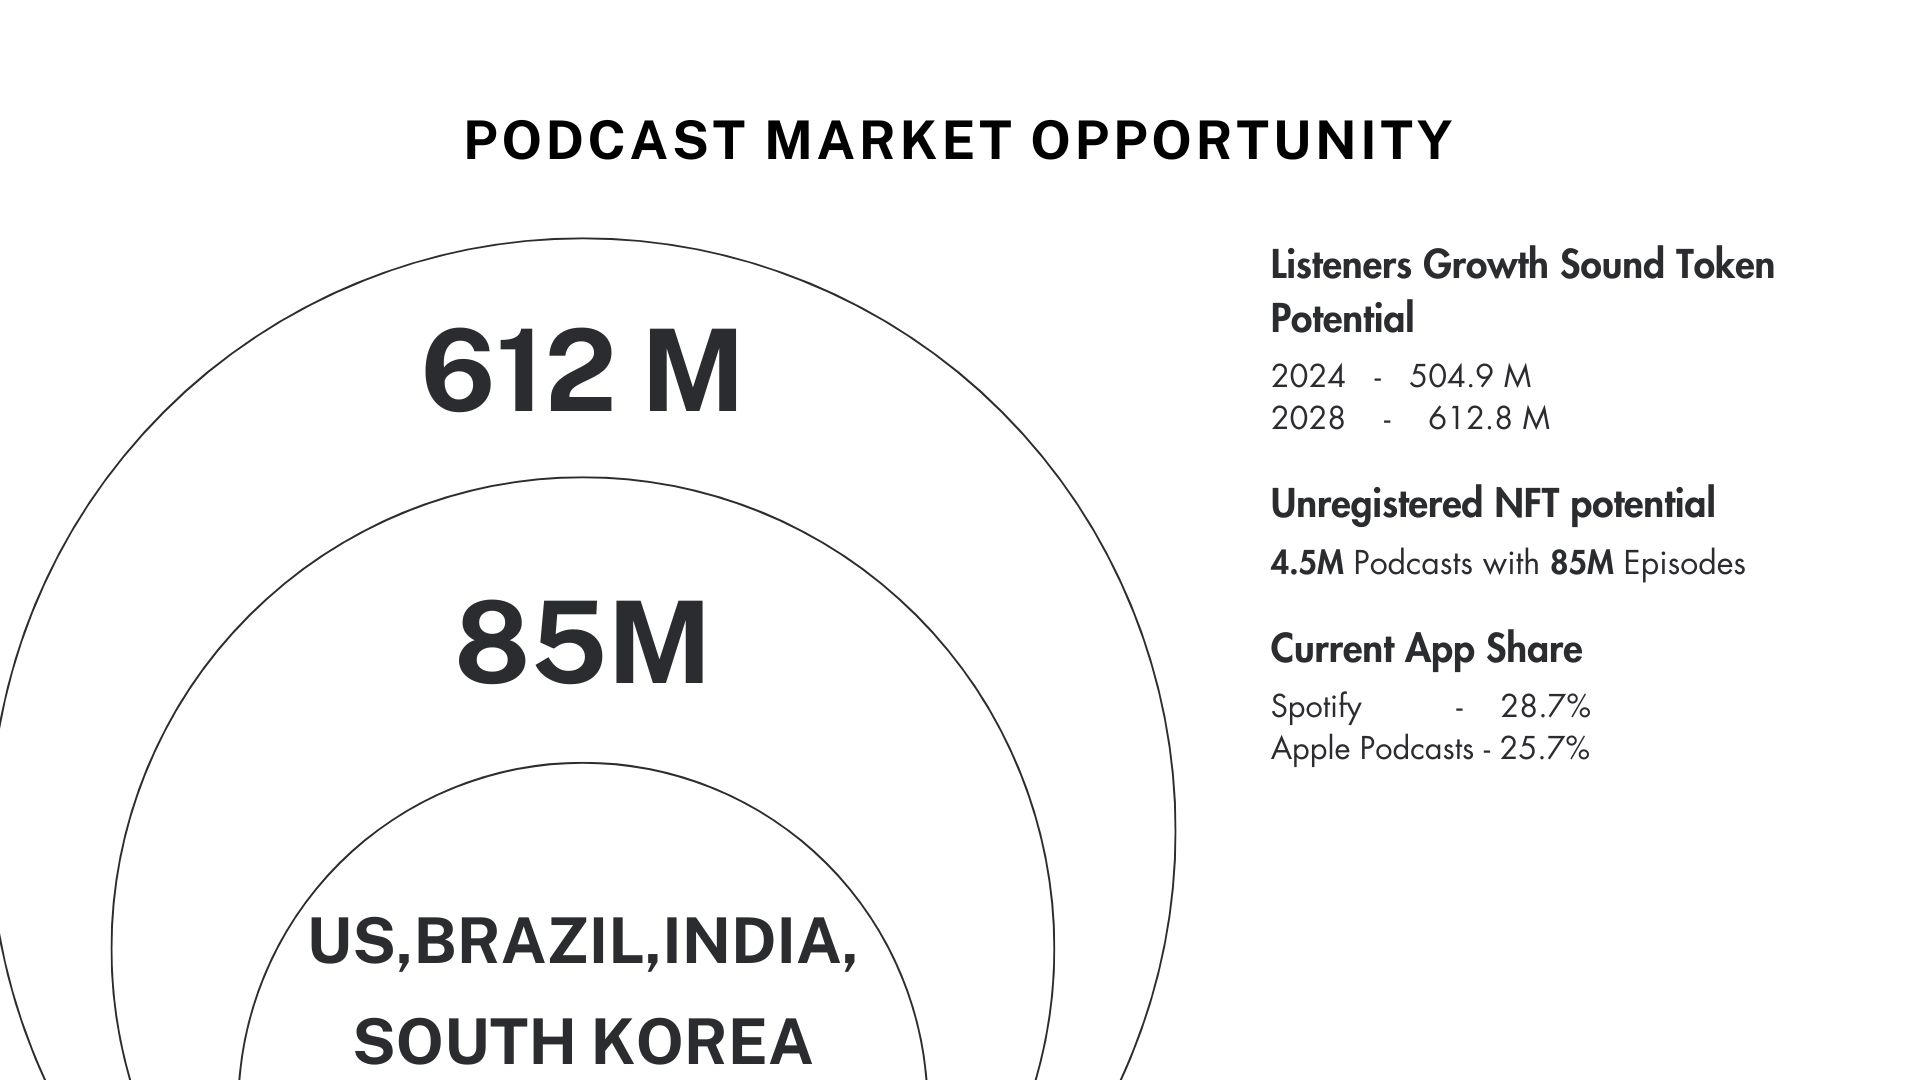 PODCAST MARKET OPPORTUNITY
612 M
85M
US,BRAZIL,INDIA,
SOUTH KOREA
Listeners Growth Sound Token
Potential
2024 - 504.9 M
2028 - 612.8 M
Unregistered NFT potential
4.5M Podcasts with 85M Episodes
Current App Share
Spotify - 28.7%
Apple Podcasts - 25.7%